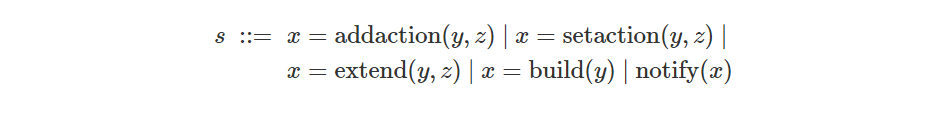 s ::= x = addaction(y, z) | x = setaction(y, z) |
x = extend(y, z) | x = build(y) | notify(x)